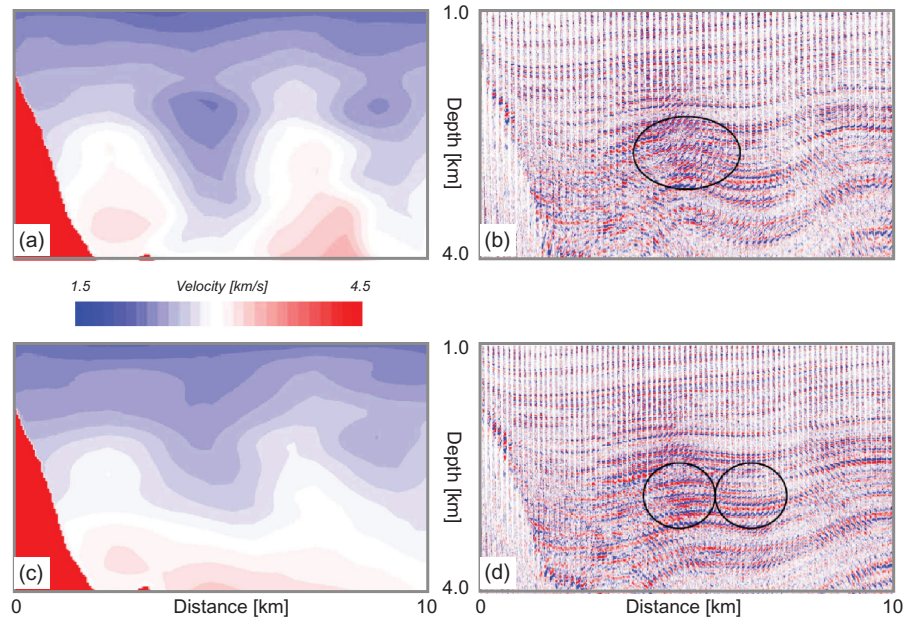 1.0
Depth [km]
(a)
(b)
4.0
1.5
Velocity [km/s]
4.5
1.0
Depth [km]
(c)
(d)
4.0
0
Distance [km]
10
0
Distance [km]
10